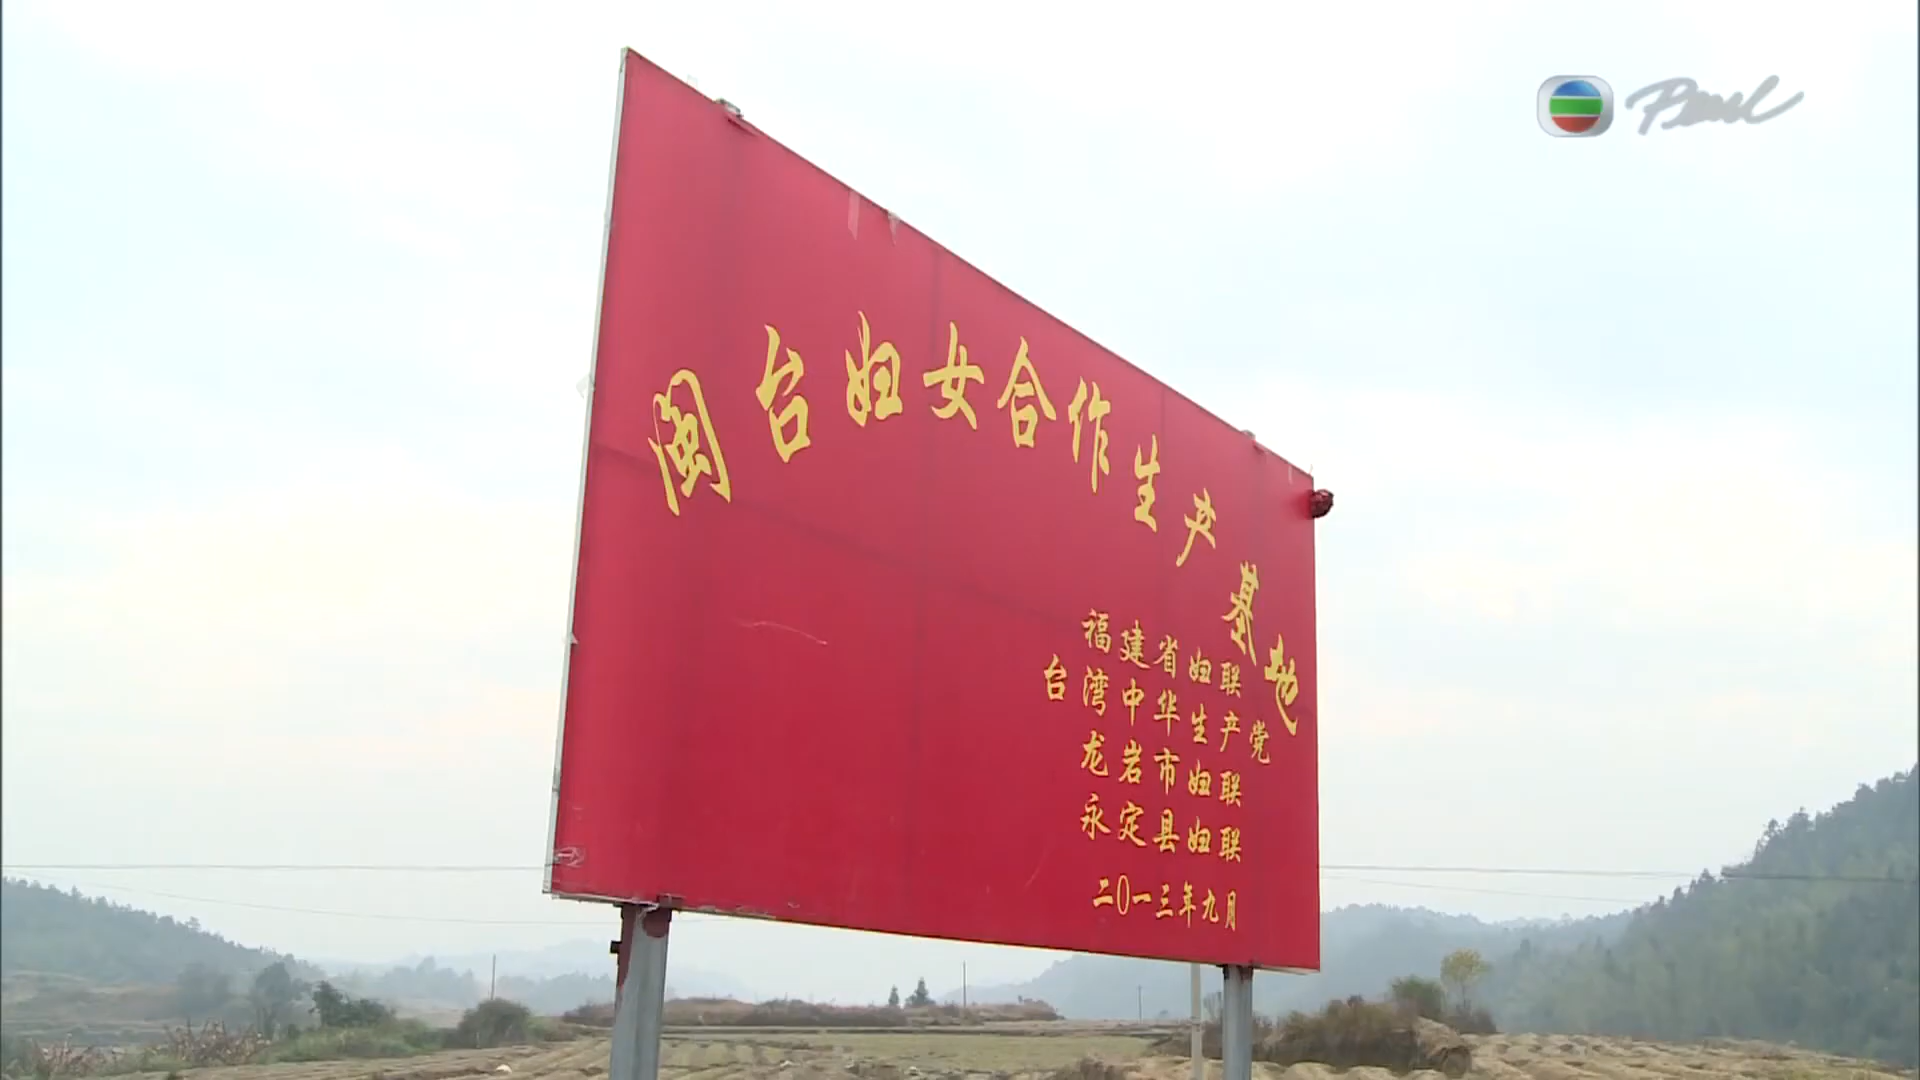 Pearl
闽台妇女合作生产基地
福建省妇联
台湾中华生产党
龙岩市妇联
永定县妇联
二〇一三年九月